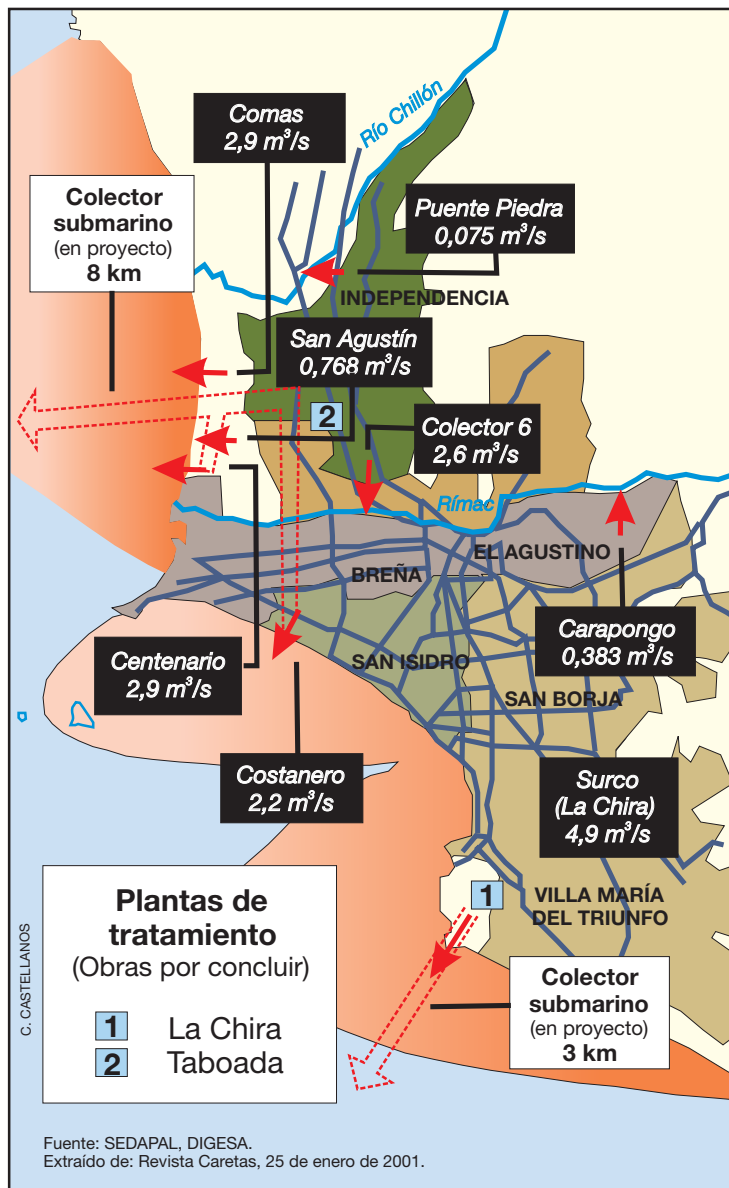 Comas
2,9 m³/s
Río Chillón
Colector
submarino
(en proyecto)
8 km
Puente Piedra
0,075 m³/s
INDEPENDENCIA
San Agustín
0,768 m³/s
2
Colector 6
2,6 m³/s
Rímac
EL AGUSTINO
BREÑA
SAN ISIDRO
Carapongo
0,383 m³/s
Centenario
2,9 m³/s
SAN BORJA
Costanero
2,2 m³/s
Surco
(La Chira)
4,9 m³/s
1
VILLA MARÍA
DEL TRIUNFO
Plantas de
tratamiento
(Obras por concluir)
1 La Chira
2 Taboada
Colector
submarino
(en proyecto)
3 km
C. CASTELLANOS
Fuente: SEDAPAL, DIGESA.
Extraído de: Revista Caretas, 25 de enero de 2001.